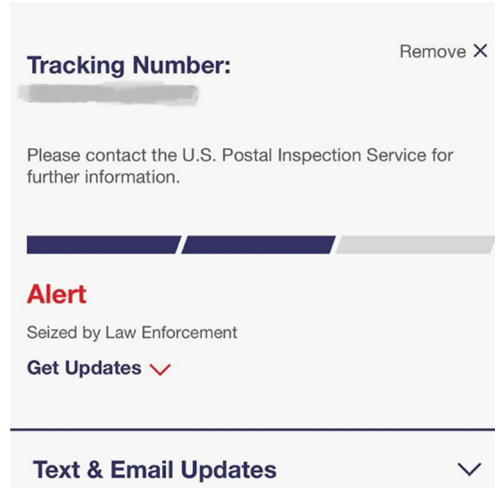 Remove X
Tracking Number:
Please contact the U.S. Postal Inspection Service for
further information.
Alert
Seized by Law Enforcement
Get Updates
Text & Email Updates